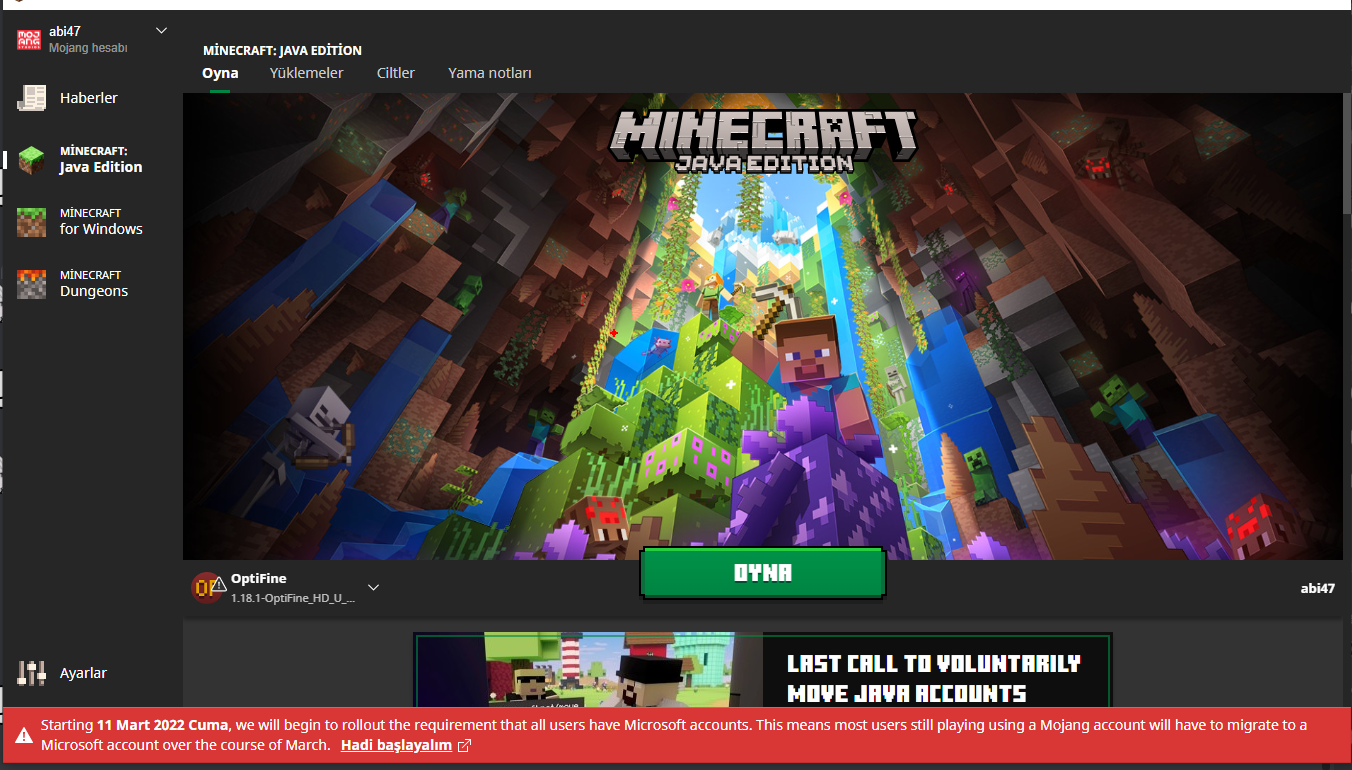 abi47
Mojang hesabı
Haberler
MİNECRAFT:
Java Edition
MİNECRAFT
for Windows
MİNECRAFT
Dungeons
Ayarlar
MİNECRAFT: JAVA EDİTİON
Oyna Yüklemeler Ciltler Yama notları
MINECRAFT
JAVA EDITION
OptiFine
1.18.1-OptiFine_HD_U_...
OYNA
abi47
LAST CALL TO VOLUNTARILY
MOVE JAVA ACCOUNTS
Starting 11 Mart 2022 Cuma, we will begin to rollout the requirement that all users have Microsoft accounts. This means most users still playing using a Mojang account will have to migrate to a
Microsoft account over the course of March. Hadi başlayalım